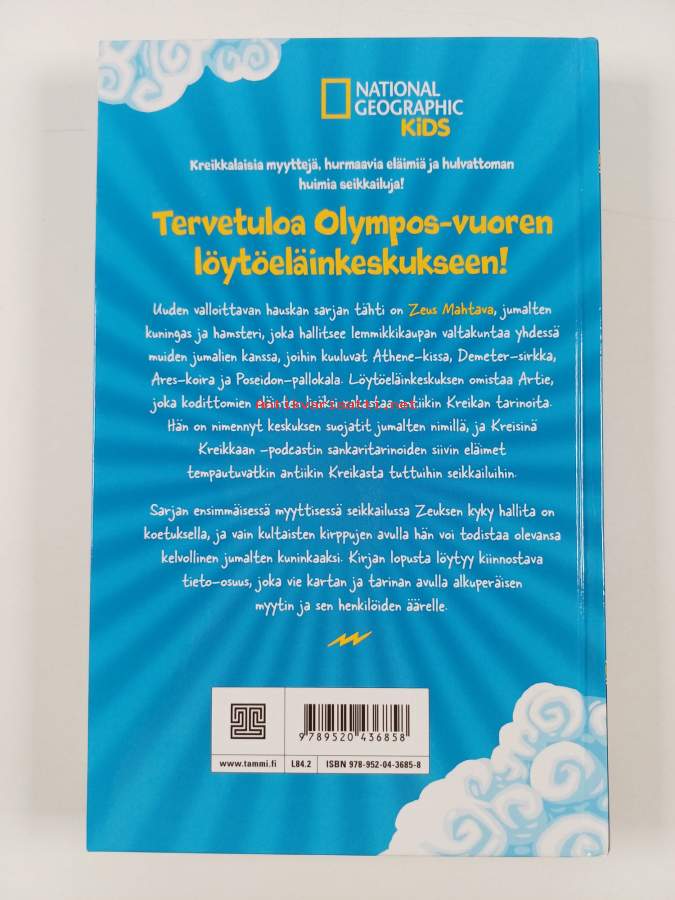 NATIONAL
GEOGRAPHIC
KiDS
Kreikkalaisia myyttejä, hurmaavia eläimiä ja hulvattoman
huimia seikkailuja!
Tervetuloa Olympos-vuoren
löytöeläinkeskukseen!
Uuden valloittavan hauskan sarjan tähti on Zeus Mahtava, jumalten
kuningas ja hamsteri, joka hallitsee lemmikkikaupan valtakuntaa yhdessä
muiden jumalien kanssa, joihin kuuluvat Athene-kissa, Demeter-sirkka,
Ares-koira ja Poseidon-pallokala. Löytöeläinkeskuksen omistaa Artie,
joka kodittomien eläinten lisäksi rakastaa antiikin Kreikan tarinoita.
Hän on nimennyt keskuksen suojatit jumalten nimillä, ja Kreisinä
Kreikkaan -podcastin sankaritarinoiden siivin eläimet
tempautuvatkin antiikin Kreikasta tuttuihin seikkailuihin.
Sarjan ensimmäisessä myyttisessä seikkailussa Zeuksen kyky hallita on
koetuksella, ja vain kultaisten kirppujen avulla hän voi todistaa olevansa
kelvollinen jumalten kuninkaaksi. Kirjan lopusta löytyy kiinnostava
tieto-osuus, joka vie kartan ja tarinan avulla alkuperäisen
myytin ja sen henkilöiden äärelle.
9 789520 436858
www.tammi.fi L84.2 ISBN 978-952-04-3685-8